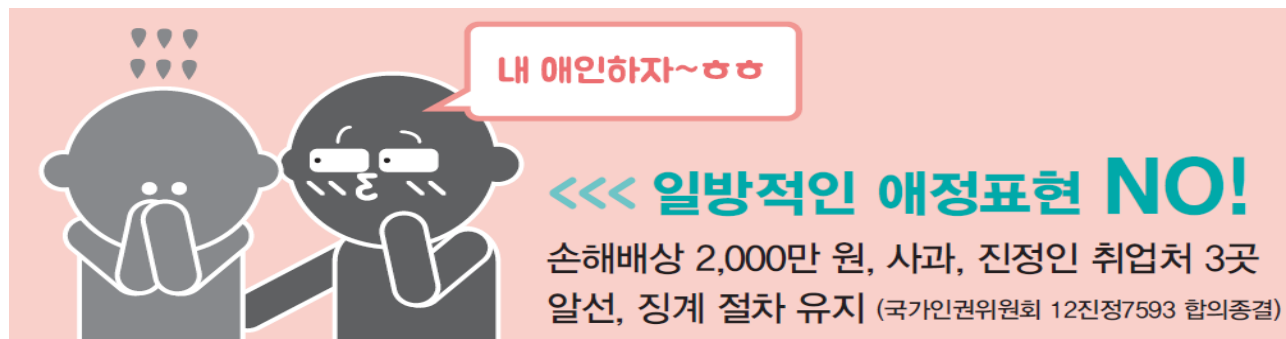 내 애인하자~ㅎㅎ
<<< 일방적인 애정표현 NO!
손해배상 2,000만 원, 사과, 진정인 취업처 3곳
알선, 징계 절차 유지 (국가인권위원회 12진정7593 합의종결)